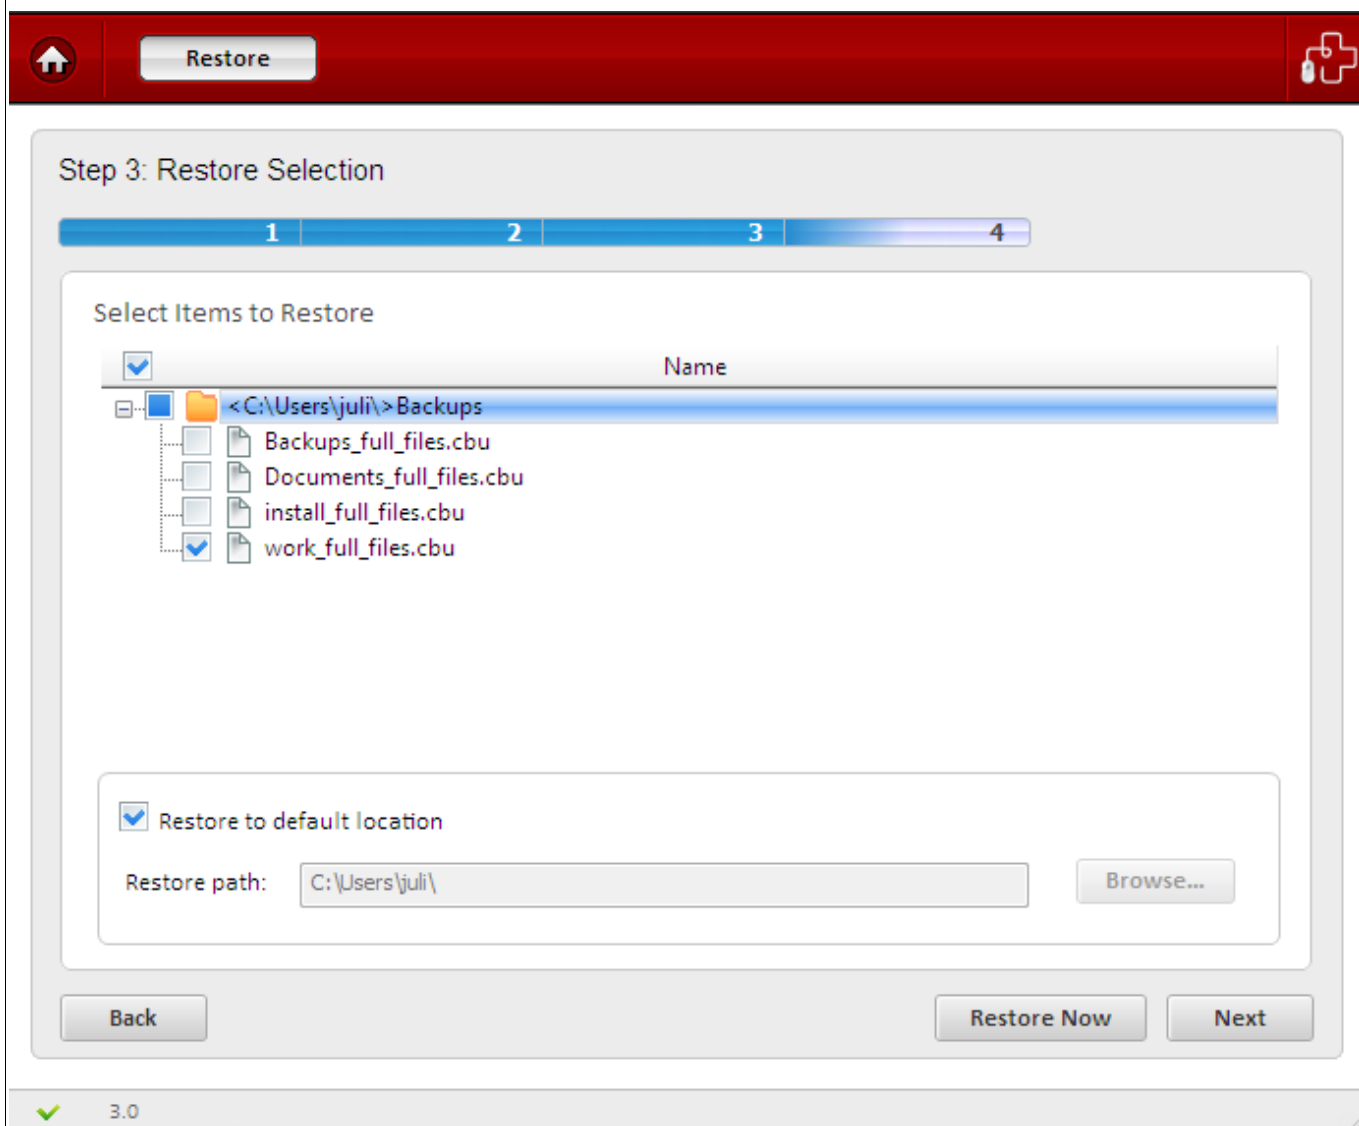 Restore
Step 3: Restore Selection
1 2 3 4
Select Items to Restore
Name
<C:\Users\juli\>Backups
Backups_full_files.cbu
Documents_full_files.cbu
install_full_files.cbu
work_full_files.cbu
Restore to default location
Restore path: C:\Users\juli\ Browse...
Back Restore Now Next
3.0